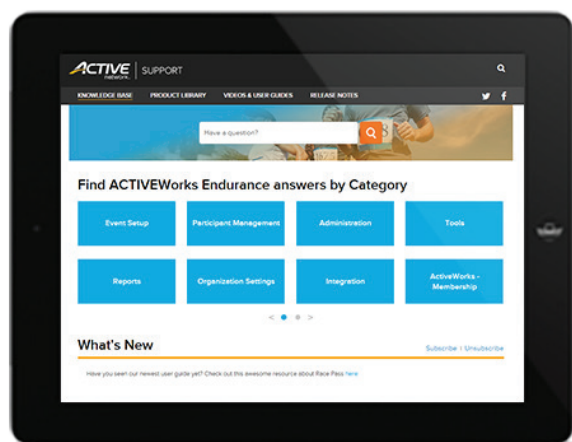 ACTIVE network. | SUPPORT
KNOWLEDGE BASE PRODUCT LIBRARY VIDEOS & USER GUIDES RELEASE NOTES
Have a question?
Find ACTIVEWorks Endurance answers by Category
Event Setup Participant Management Administration Tools
Reports Organization Settings Integration ActiveWorks -
Membership
< >
What's New
Subscribe | Unsubscribe
Have you seen our newest user guide yet? Check out this awesome resource about Race Pass here